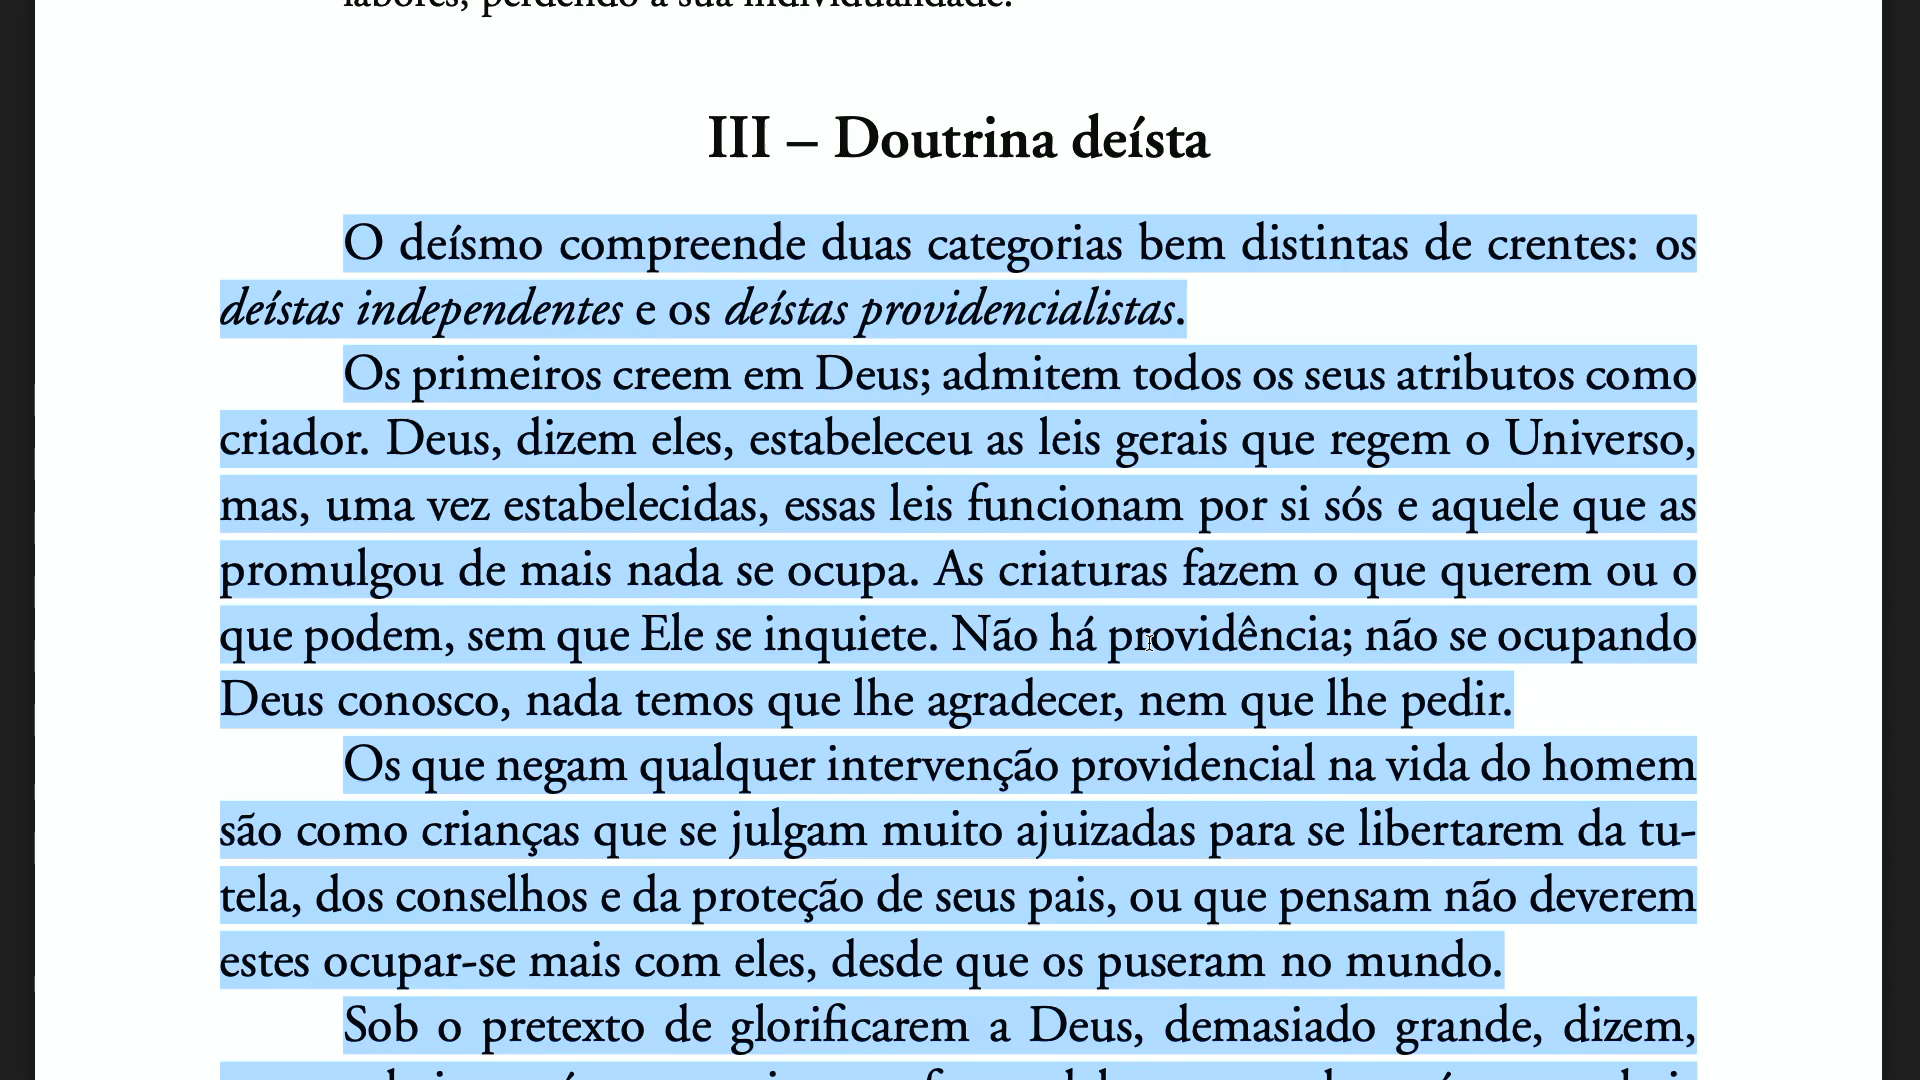 labores, perdendo a sua individualidade.
III – Doutrina deísta
O deísmo compreende duas categorias bem distintas de crentes: os
deístas independentes e os deístas providencialistas.
Os primeiros creem em Deus; admitem todos os seus atributos como
criador. Deus, dizem eles, estabeleceu as leis gerais que regem o Universo,
mas, uma vez estabelecidas, essas leis funcionam por si sós e aquele que as
promulgou de mais nada se ocupa. As criaturas fazem o que querem ou o
que podem, sem que Ele se inquiete. Não há providência; não se ocupando
Deus conosco, nada temos que lhe agradecer, nem que lhe pedir.
Os que negam qualquer intervenção providencial na vida do homem
são como crianças que se julgam muito ajuizadas para se libertarem da tu-
tela, dos conselhos e da proteção de seus pais, ou que pensam não deverem
estes ocupar-se mais com eles, desde que os puseram no mundo.
Sob o pretexto de glorificarem a Deus, demasiado grande, dizem,